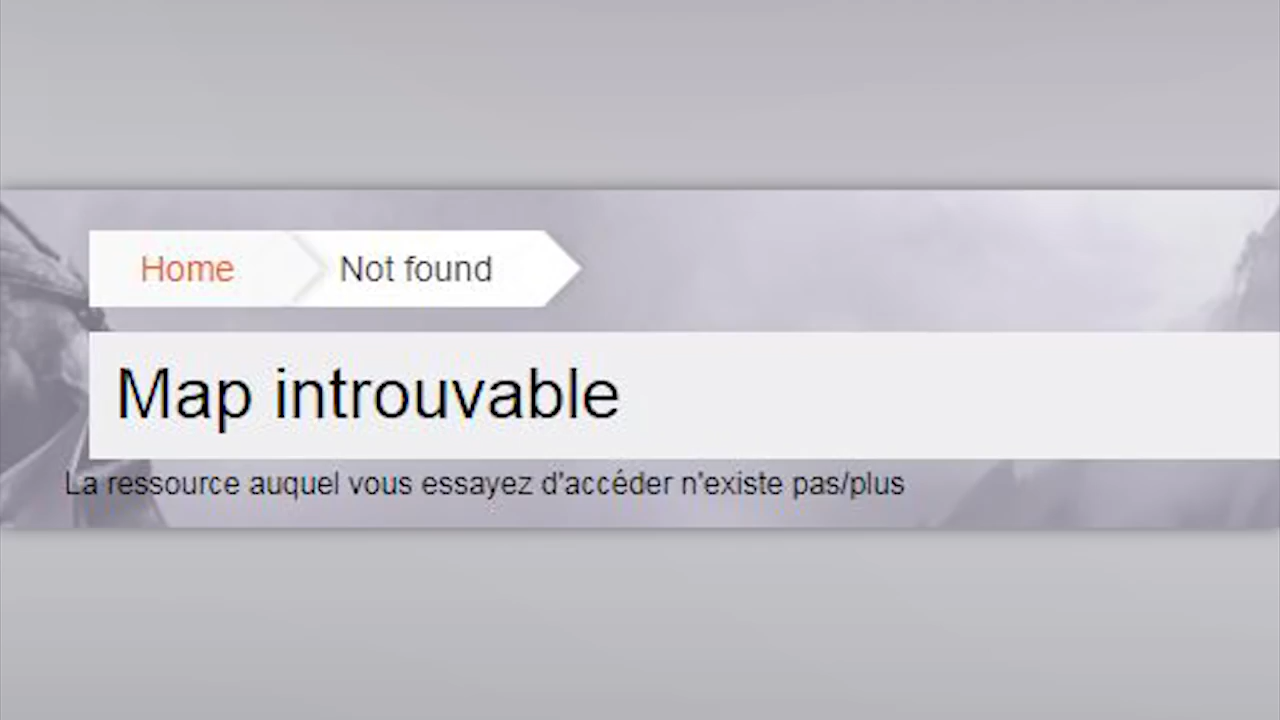 Home Not found
Map introuvable
La ressource auquel vous essayez d'accéder n'existe pas/plus